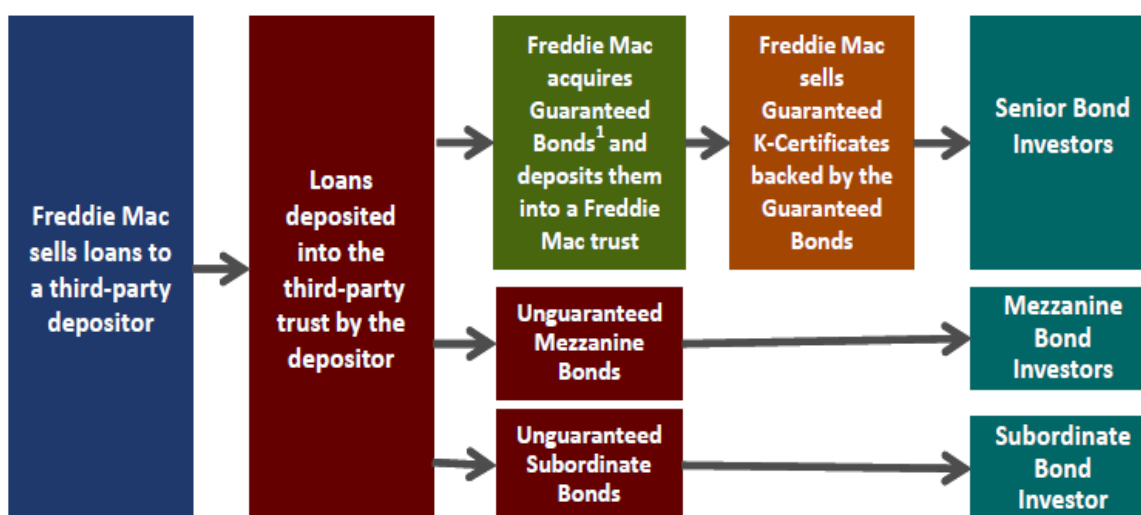 Freddie Mac
sells loans to
a third-party
depositor
Loans
deposited
into the
third-party
trust by the
depositor
Freddie Mac
acquires
Guaranteed
Bonds1 and
deposits them
into a Freddie
Mac trust
Freddie Mac
sells
Guaranteed
K-Certificates
backed by the
Guaranteed
Bonds
Senior Bond
Investors
Unguaranteed
Mezzanine
Bonds
Mezzanine
Bond
Investors
Unguaranteed
Subordinate
Bonds
Subordinate
Bond
Investor